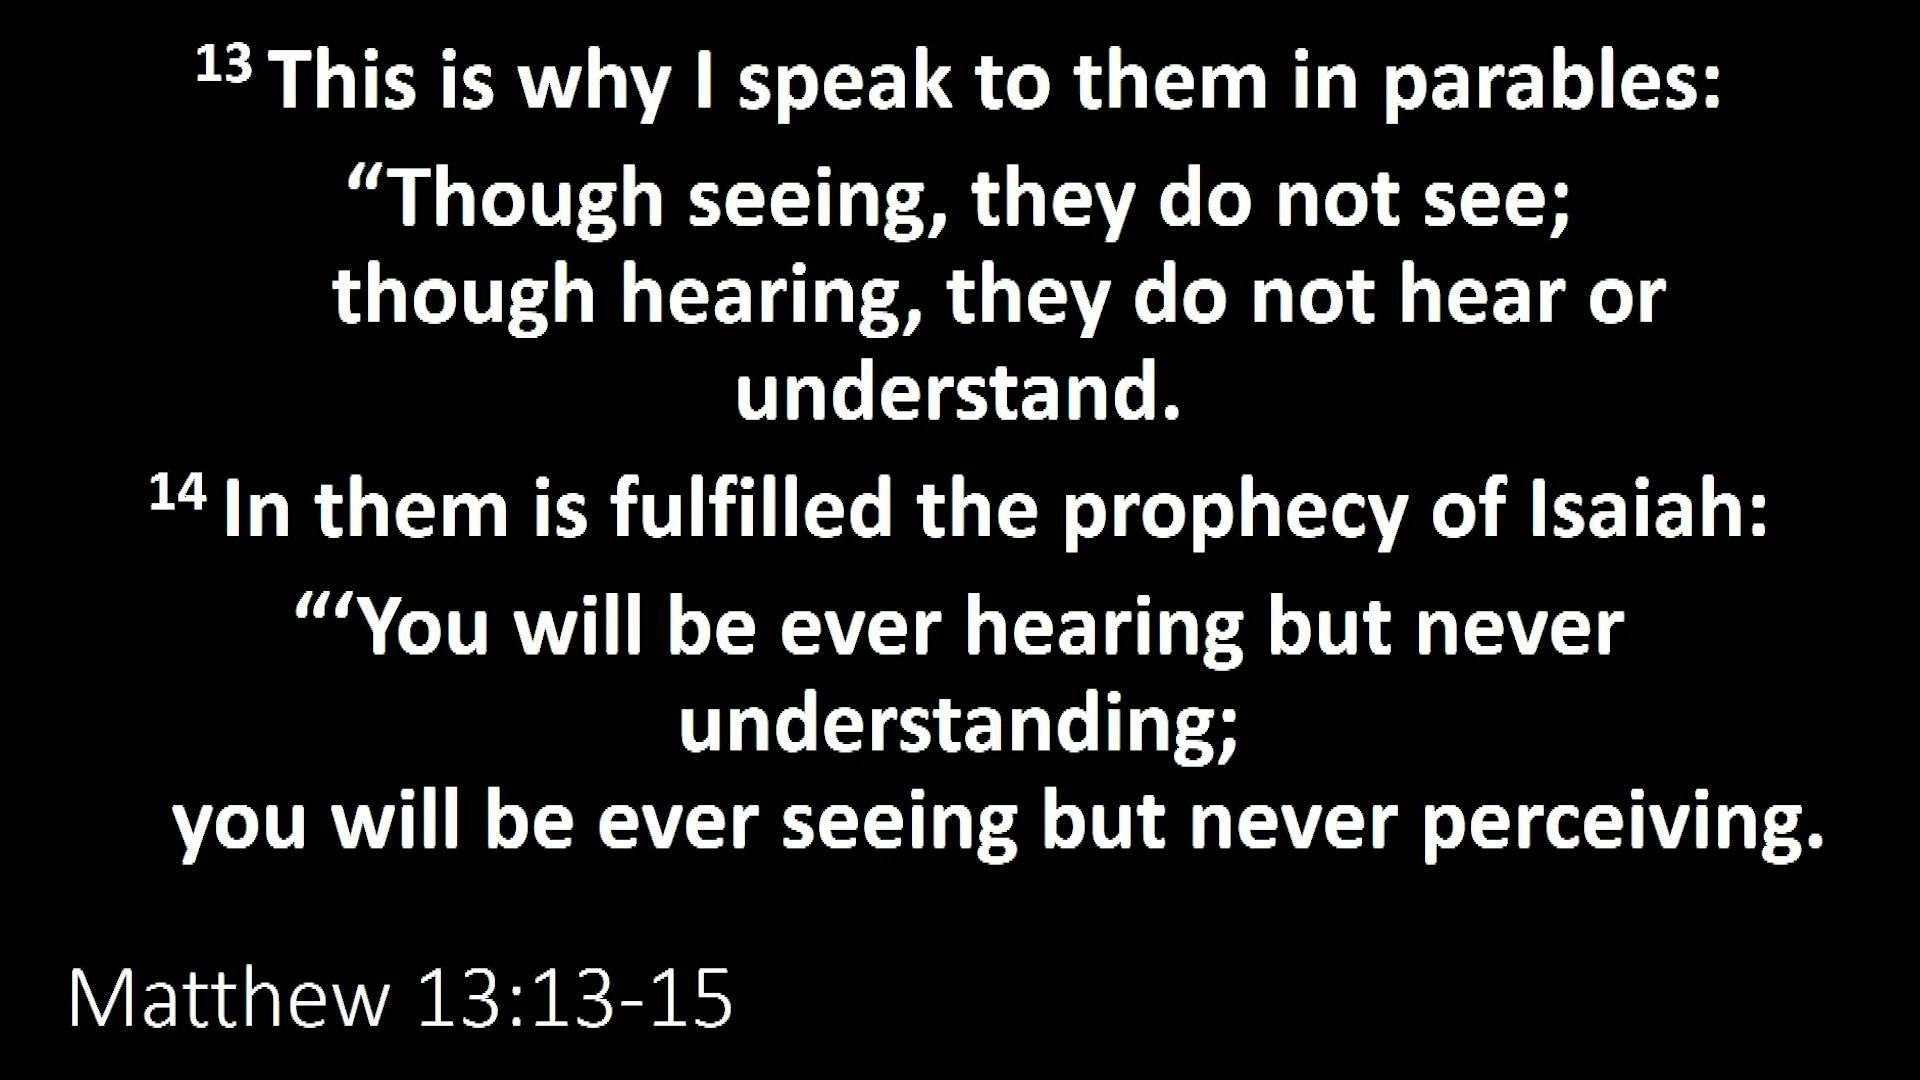 13 This is why I speak to them in parables:
“Though seeing, they do not see;
though hearing, they do not hear or
understand.
14 In them is fulfilled the prophecy of Isaiah:
“‘You will be ever hearing but never
understanding;
you will be ever seeing but never perceiving.
Matthew 13:13-15